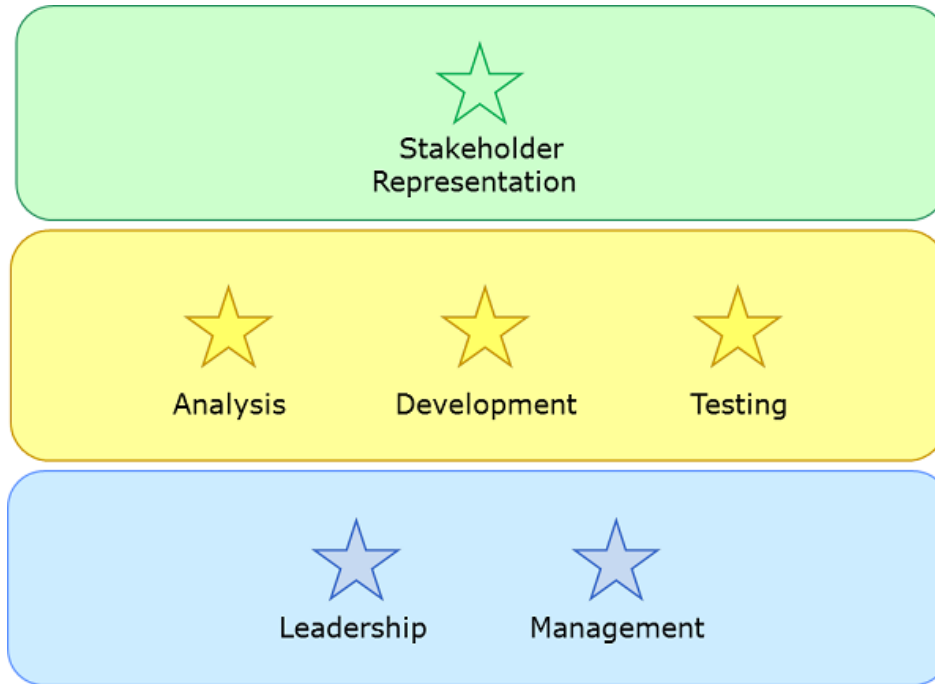 Stakeholder
Representation
Analysis Development Testing
Leadership Management